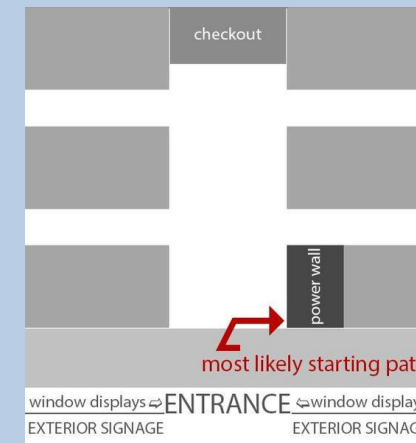 checkout
power wall
most likely starting pat
window displays ⇨ ENTRANCE ⇦ window display
EXTERIOR SIGNAGE EXTERIOR SIGNAG